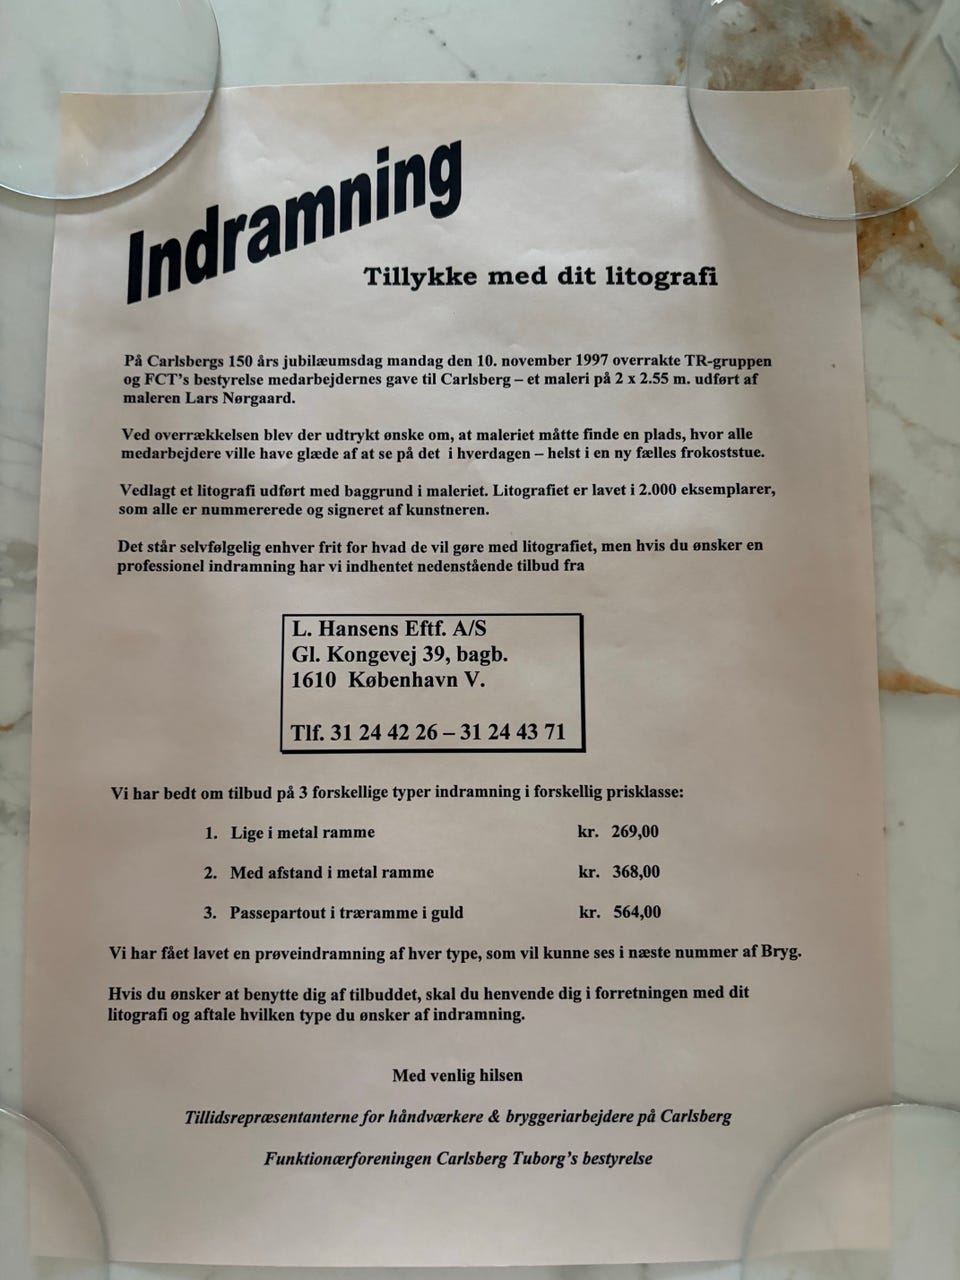 Indramning
Tillykke med dit litografi
På Carlsbergs 150 års jubilæumsdag mandag den 10. november 1997 overrakte TR-gruppen
og FCT's bestyrelse medarbejdernes gave til Carlsberg – et maleri på 2 x 2.55 m. udført af
maleren Lars Nørgaard.
Ved overrækkelsen blev der udtrykt ønske om, at maleriet måtte finde en plads, hvor alle
medarbejdere ville have glæde af at se på det i hverdagen – helst i en ny fælles frokoststue.
Vedlagt et litografi udført med baggrund i maleriet. Litografiet er lavet i 2.000 eksemplarer,
som alle er nummererede og signeret af kunstneren.
Det står selvfølgelig enhver frit for hvad de vil gøre med litografiet, men hvis du ønsker en
professionel indramning har vi indhentet nedenstående tilbud fra
L. Hansens Eftf. A/S
Gl. Kongevej 39, bagb.
1610 København V.
Tlf. 31 24 42 26 – 31 24 43 71
Vi har bedt om tilbud på 3 forskellige typer indramning i forskellig prisklasse:
1. Lige i metal ramme kr. 269,00
2. Med afstand i metal ramme kr. 368,00
3. Passepartout i træramme i guld kr. 564,00
Vi har fået lavet en prøveindramning af hver type, som vil kunne ses i næste nummer af Bryg.
Hvis du ønsker at benytte dig af tilbuddet, skal du henvende dig i forretningen med dit
litografi og aftale hvilken type du ønsker af indramning.
Med venlig hilsen
Tillidsrepræsentanterne for håndværkere & bryggeriarbejdere på Carlsberg
Funktionærforeningen Carlsberg Tuborg's bestyrelse